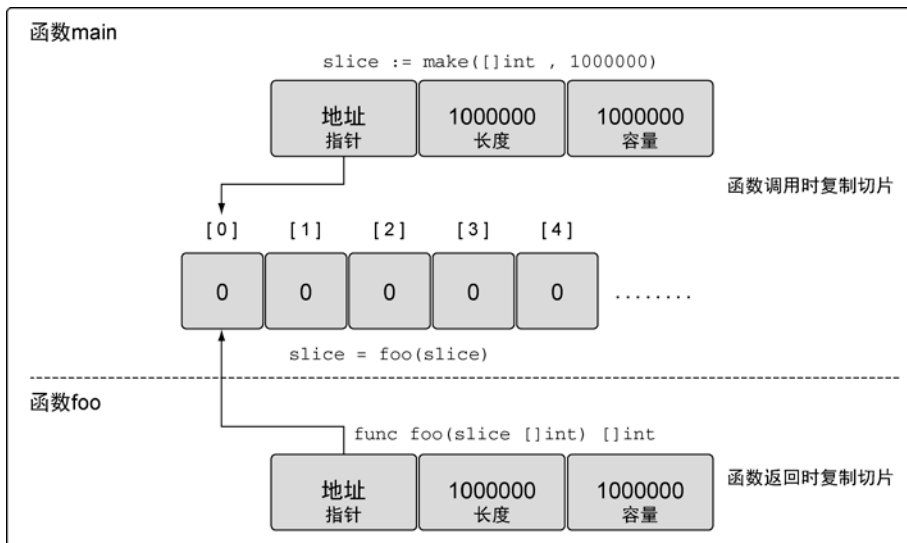 函数main
slice := make([]int , 1000000)
地址 1000000 1000000
指针 长度 容量
函数调用时复制切片
[0] [1] [2] [3] [4]
0 0 0 0 0 ........
slice = foo(slice)
函数foo
func foo(slice []int) []int
地址 1000000 1000000
指针 长度 容量
函数返回时复制切片